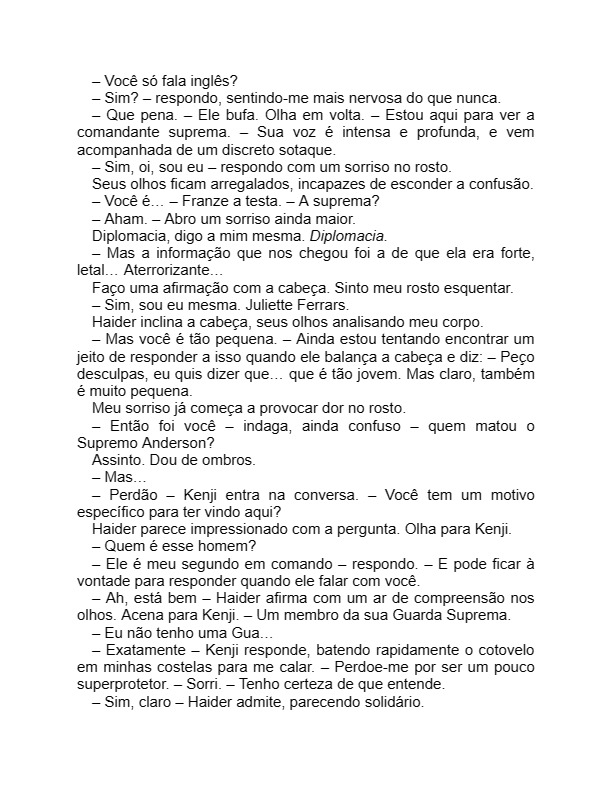 – Você só fala inglês?
– Sim? – respondo, sentindo-me mais nervosa do que nunca.
– Que pena. – Ele bufa. Olha em volta. – Estou aqui para ver a
comandante suprema. – Sua voz é intensa e profunda, e vem
acompanhada de um discreto sotaque.
– Sim, oi, sou eu – respondo com um sorriso no rosto.
Seus olhos ficam arregalados, incapazes de esconder a confusão.
– Você é… – Franze a testa. – A suprema?
– Aham. – Abro um sorriso ainda maior.
Diplomacia, digo a mim mesma. Diplomacia.
– Mas a informação que nos chegou foi a de que ela era forte,
letal… Aterrorizante…
Faço uma afirmação com a cabeça. Sinto meu rosto esquentar.
– Sim, sou eu mesma. Juliette Ferrars.
Haider inclina a cabeça, seus olhos analisando meu corpo.
– Mas você é tão pequena. – Ainda estou tentando encontrar um
jeito de responder a isso quando ele balança a cabeça e diz: – Peço
desculpas, eu quis dizer que… que é tão jovem. Mas claro, também
é muito pequena.
Meu sorriso já começa a provocar dor no rosto.
– Então foi você – indaga, ainda confuso – quem matou o
Supremo Anderson?
Assinto. Dou de ombros.
– Mas…
– Perdão – Kenji entra na conversa. – Você tem um motivo
específico para ter vindo aqui?
Haider parece impressionado com a pergunta. Olha para Kenji.
– Quem é esse homem?
– Ele é meu segundo em comando – respondo. – E pode ficar à
vontade para responder quando ele falar com você.
– Ah, está bem – Haider afirma com um ar de compreensão nos
olhos. Acena para Kenji. – Um membro da sua Guarda Suprema.
– Eu não tenho uma Gua…
– Exatamente – Kenji responde, batendo rapidamente o cotovelo
em minhas costelas para me calar. – Perdoe-me por ser um pouco
superprotetor. – Sorri. – Tenho certeza de que entende.
– Sim, claro – Haider admite, parecendo solidário.